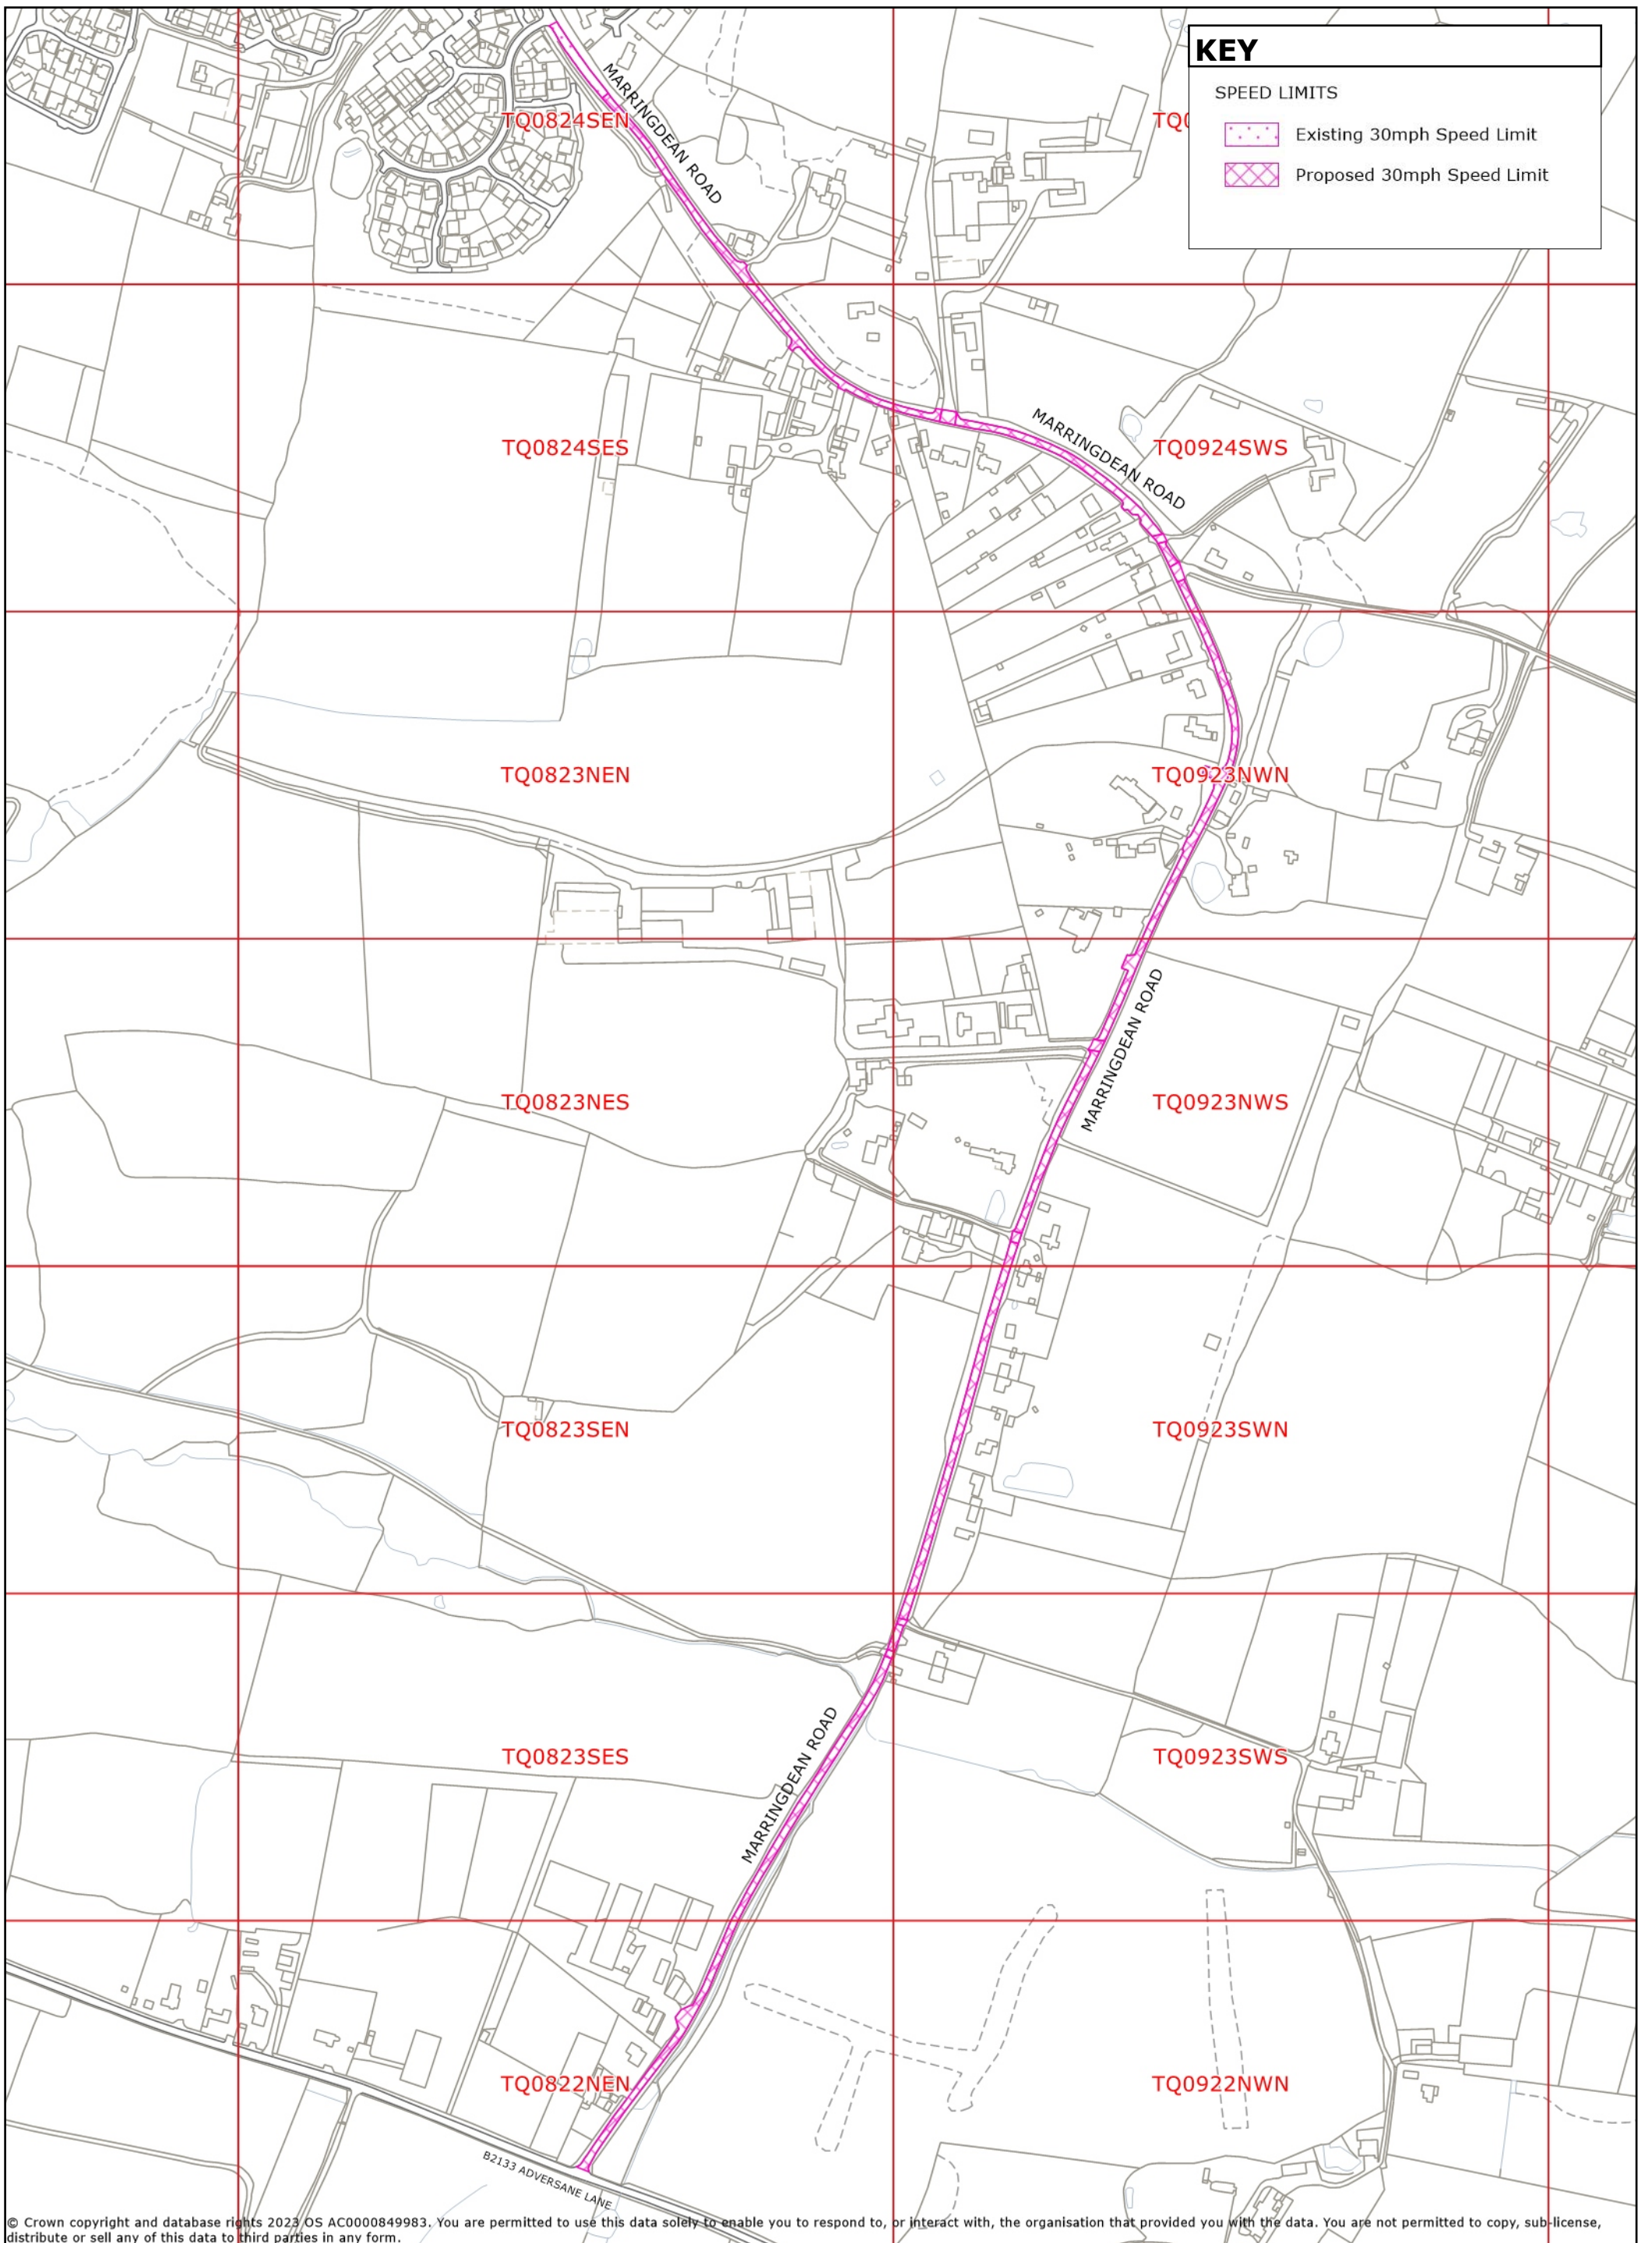 KEY
SPEED LIMITS
Existing 30mph Speed Limit
Proposed 30mph Speed Limit
MARRINGDEAN ROAD
TQ0824SEN
TQ0
MARRINGDEAN ROAD
TQ0824SES
TQ0924SWS
TQ0823NEN
TQ0923NWN
MARRINGDEAN ROAD
TQ0823NES
TQ0923NWS
TQ0823SEN
TQ0923SWN
MARRINGDEAN ROAD
TQ0823SES
TQ0923SWS
TQ0822NEN
TQ0922NWN
B2133 ADVERSANE LANE
© Crown copyright and database rights 2023 OS AC0000849983. You are permitted to use this data solely to enable you to respond to, or interact with, the organisation that provided you with the data. You are not permitted to copy, sub-license,
distribute or sell any of this data to third parties in any form.